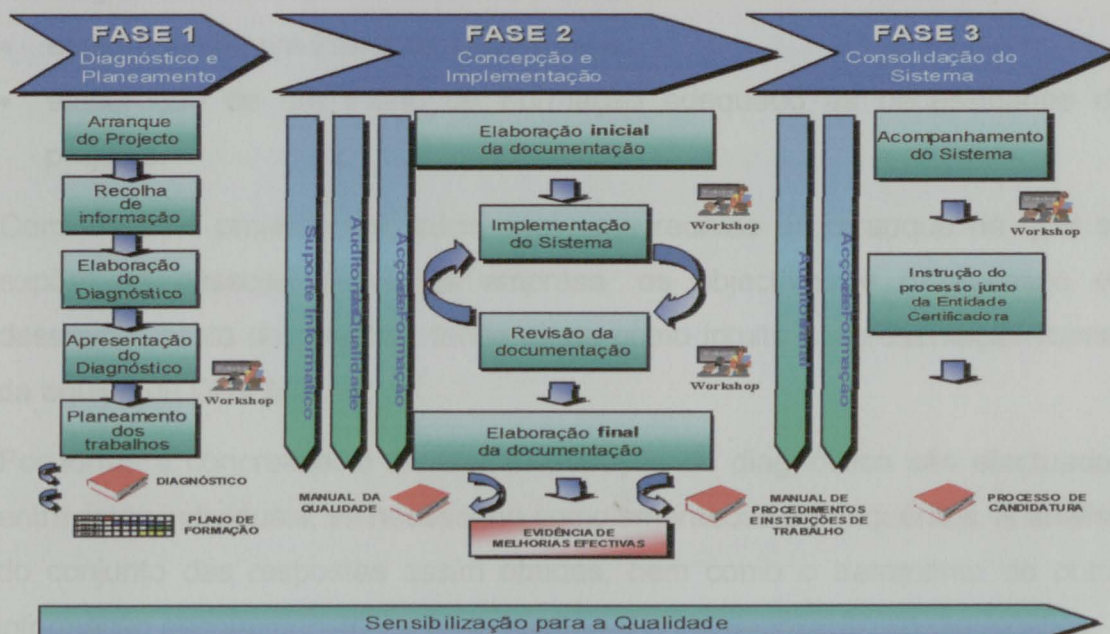 FASE 1
Diagnóstico e
Planeamento
FASE 2
Concepção e
Implementação
FASE 3
Consolidação do
Sistema
Arranque
do Projecto
Recolha
de
informação
Elaboração
do
Diagnóstico
Apresentação
do
Diagnóstico
Workshop
Planeamento
dos
trabalhos
DIAGNÓSTICO
PLANO DE
FORMAÇÃO
Suporte Informático
Auditor da Qualidade
Acçãode Formação
Elaboração inicial
da documentação
Workshop
Implementação
do Sistema
Revisão da
documentação
Workshop
Elaboração final
da documentação
MANUAL DA
QUALIDADE
MANUAL DE
PROCEDIMENTOS
E INSTRUÇÕES DE
TRABALHO
EVIDÊNCIA DE
MELHORIAS EFECTIVAS
Acçãode Formação
Acompanhamento
do Sistema
Workshop
Instrução do
processo junto
da Entidade
Certificadora
PROCESSO DE
CANDIDATURA
Sensibilização para a Qualidade